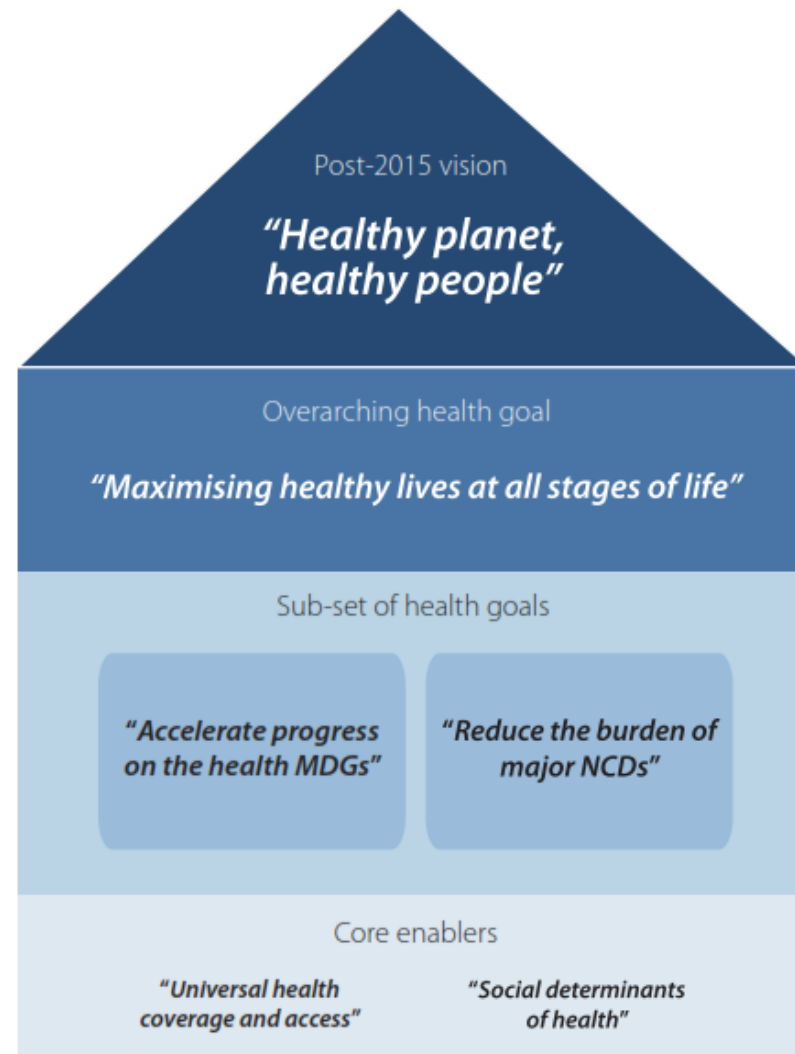 Post-2015 vision
“Healthy planet,
healthy people”
Overarching health goal
“Maximising healthy lives at all stages of life”
Sub-set of health goals
“Accelerate progress
on the health MDGs”
“Reduce the burden of
major NCDs”
Core enablers
“Universal health
coverage and access”
“Social determinants
of health”